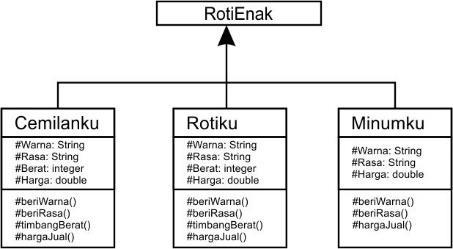 RotiEnak
Cemilanku
#Warna: String
#Rasa: String
#Berat: integer
#Harga: double
#beriWarna()
#beriRasa()
#timbangBerat()
#hargaJual()
Rotiku
#Warna: String
#Rasa: String
#Berat: integer
#Harga: double
#beriWarna()
#beriRasa()
#timbangBerat()
#hargaJual()
Minumku
#Warna: String
#Rasa: String
#Harga: double
#beriWarna()
#beriRasa()
#hargaJual()